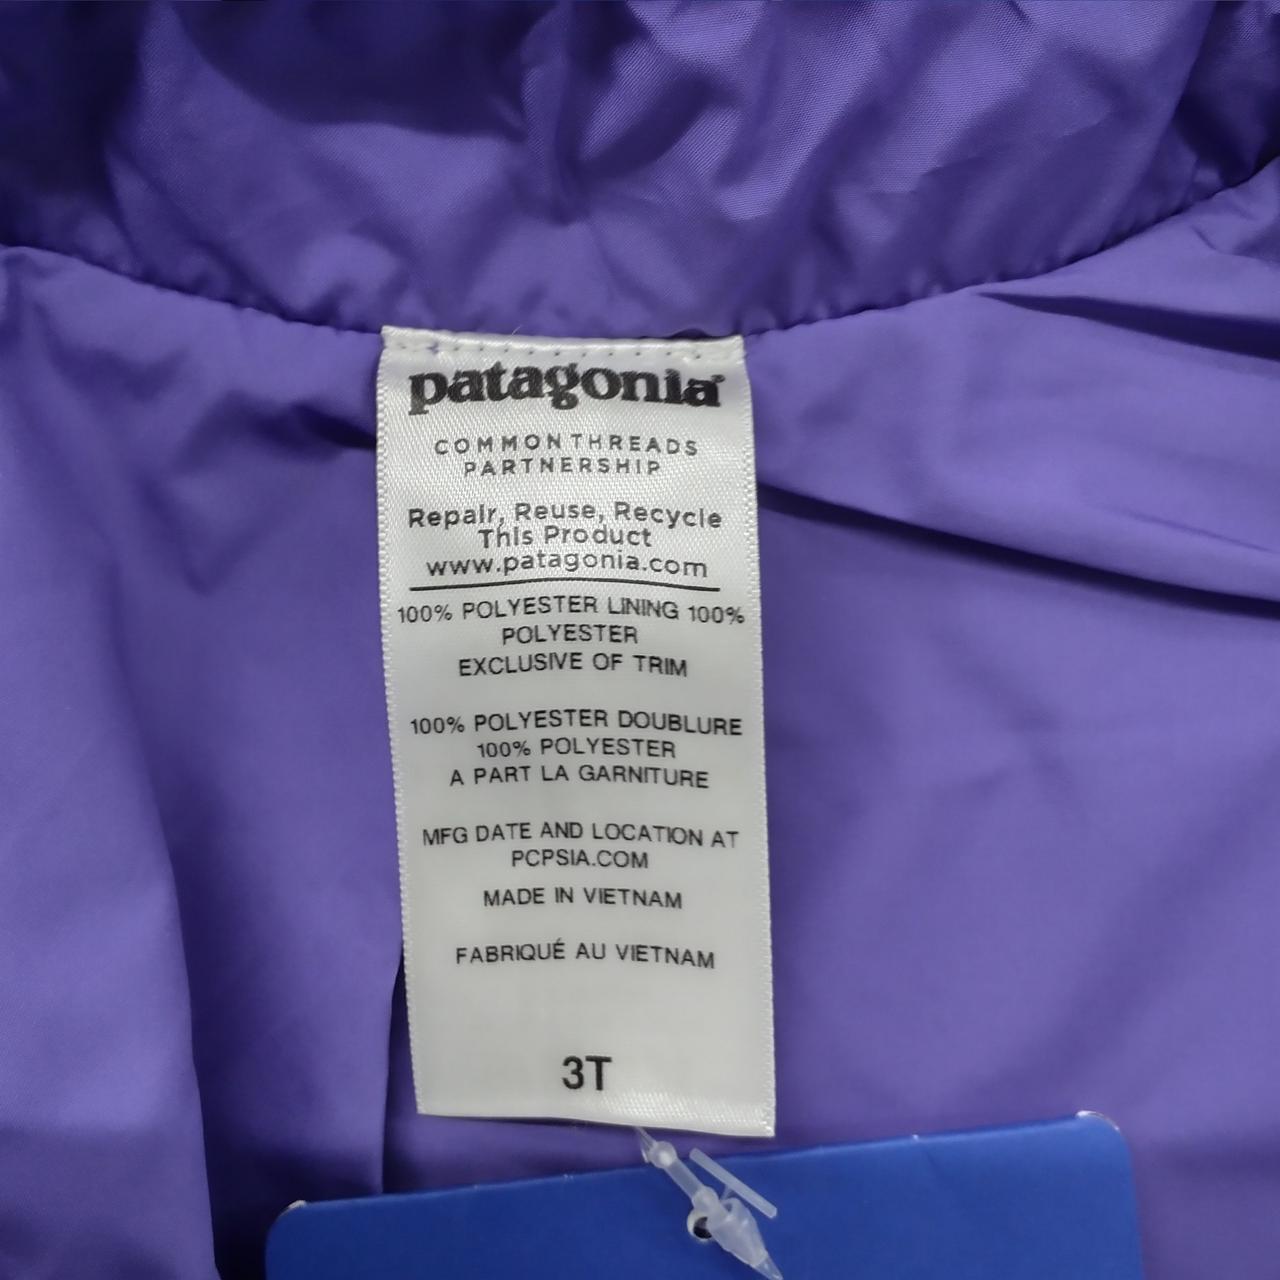 patagonia®
COMMON THREADS
PARTNERSHIP
Repair, Reuse, Recycle
This Product
www.patagonia.com
100% POLYESTER LINING 100%
POLYESTER
EXCLUSIVE OF TRIM
100% POLYESTER DOUBLURE
100% POLYESTER
A PART LA GARNITURE
MFG DATE AND LOCATION AT
PCPSIA.COM
MADE IN VIETNAM
FABRIQUÉ AU VIETNAM
3T